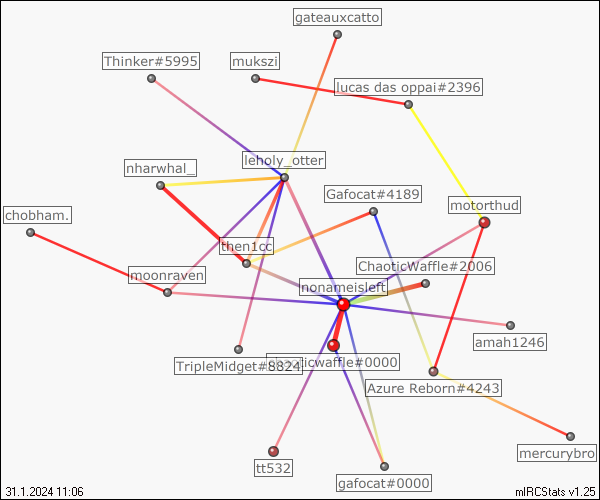 gateauxcatto
Thinker#5995
mukszi
lucas das oppai#2396
leholy_otter
nharwhal_
Gafocat#4189
motorthud
chobham.
then1cc
ChaoticWaffle#2006
moonraven
nonameisleft
amah1246
TripleMidget#8824
chaoticwaffle#0000
Azure Reborn#4243
mercurybro
tt532
gafocat#0000
31.1.2024 11:06
mIRCStats v1.25